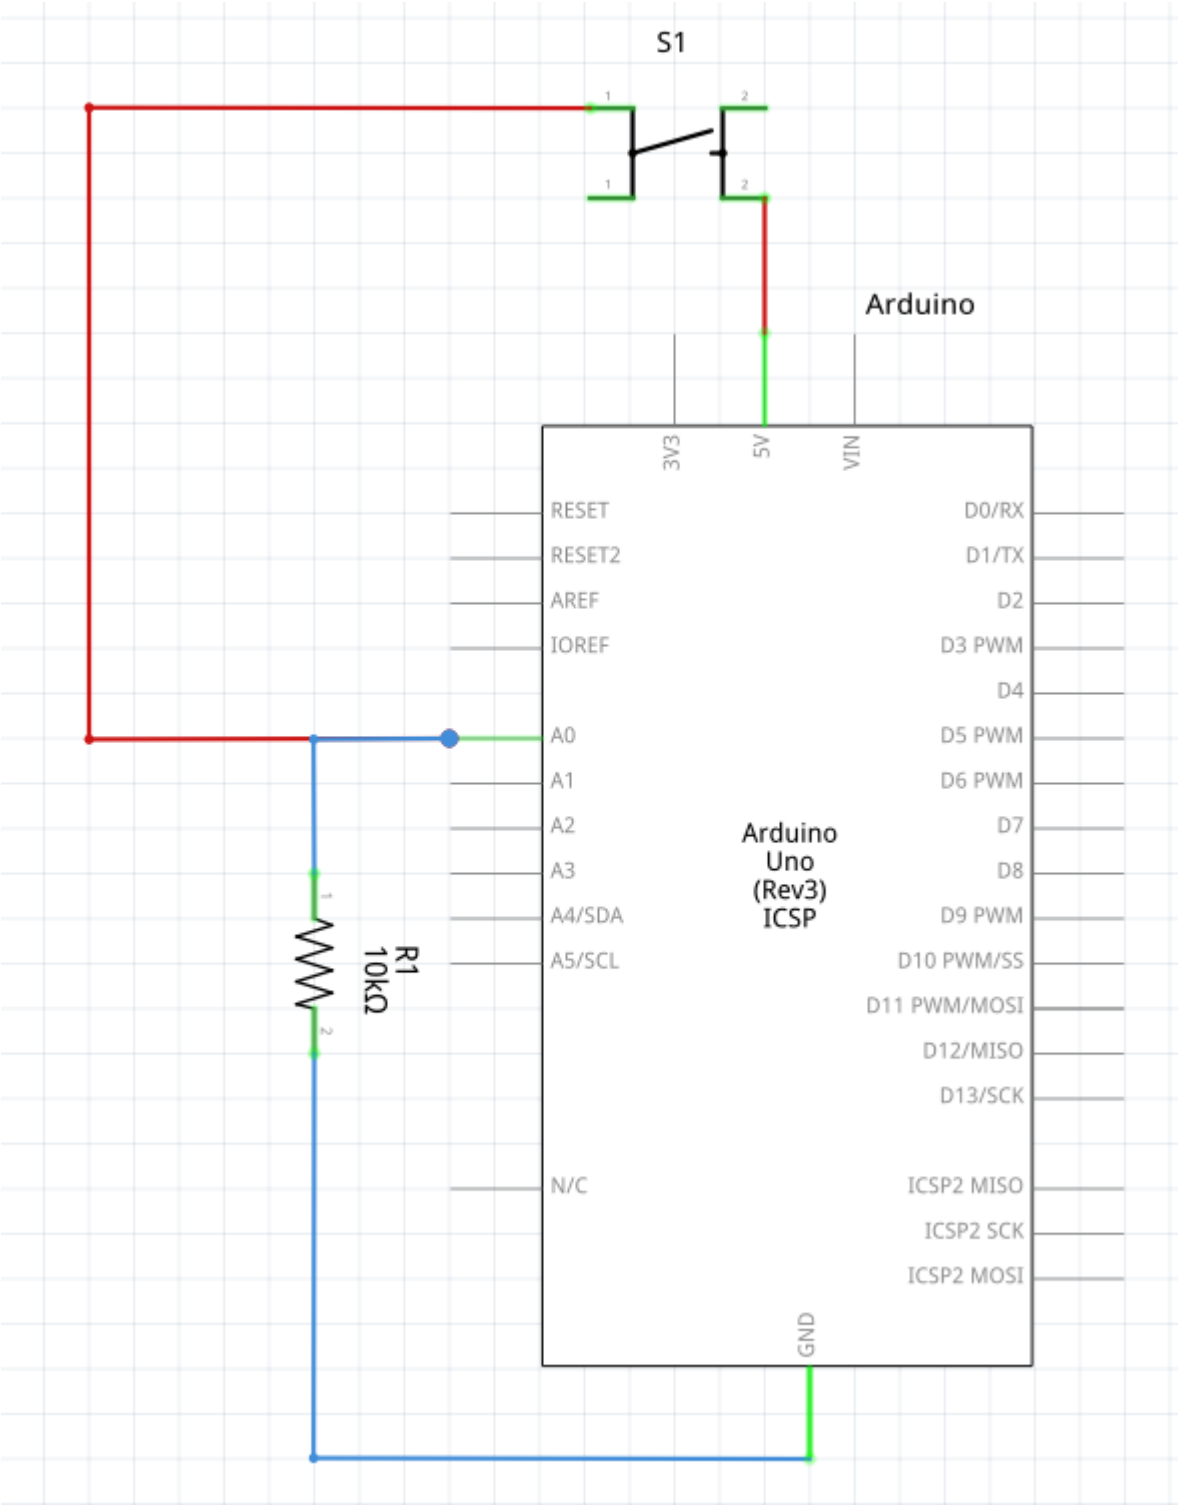 S1
1
2
1
2
Arduino
3V3
5V
VIN
RESET
D0/RX
RESET2
D1/TX
AREF
D2
IOREF
D3 PWM
D4
A0
D5 PWM
A1
D6 PWM
A2
D7
Arduino
Uno
(Rev3)
ICSP
A3
D8
A4/SDA
D9 PWM
A5/SCL
D10 PWM/SS
D11 PWM/MOSI
D12/MISO
D13/SCK
1
R1
10kΩ
2
N/C
ICSP2 MISO
ICSP2 SCK
ICSP2 MOSI
GND